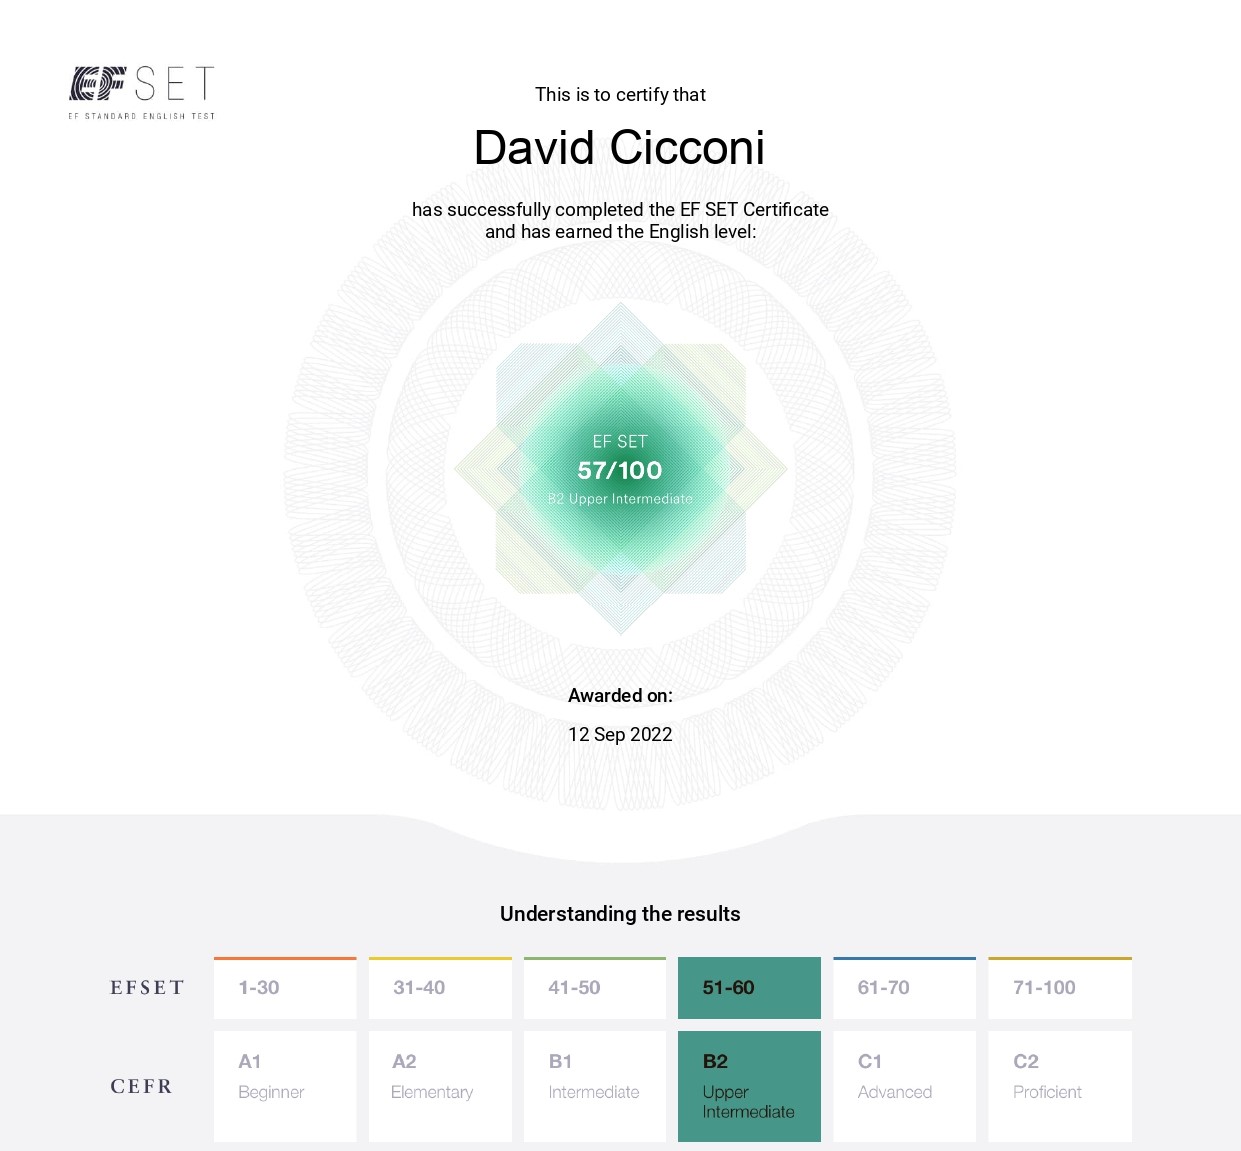 EF SET
EF STANDARD ENGLISH TEST
This is to certify that
David Cicconi
has successfully completed the EF SET Certificate
and has earned the English level:
EF SET
57/100
B2 Upper Intermediate
Awarded on:
12 Sep 2022
Understanding the results
EFSET 1-30 31-40 41-50 51-60 61-70 71-100
CEFR
A1 A2 B1 B2 C1 C2
Beginner Elementary Intermediate Upper Advanced Proficient
Intermediate